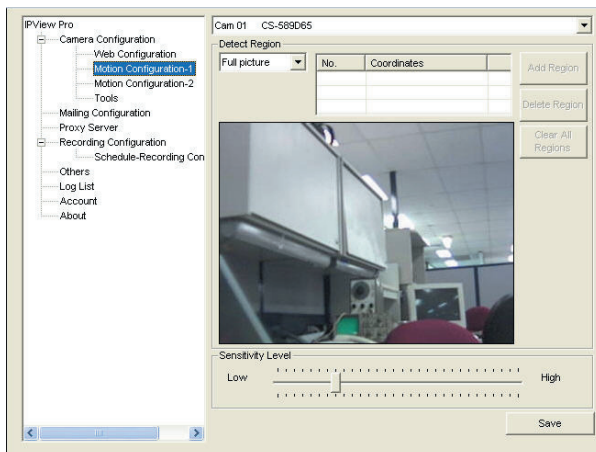 IPView Pro
Camera Configuration
Web Configuration
Motion Configuration-1
Motion Configuration-2
Tools
Mailing Configuration
Proxy Server
Recording Configuration
Schedule-Recording Con
Others
Log List
Account
About
Cam 01 CS-589D65
Detect Region
Full picture
No. Coordinates
Add Region
Delete Region
Clear All
Regions
Sensitivity Level
Low
High
Save